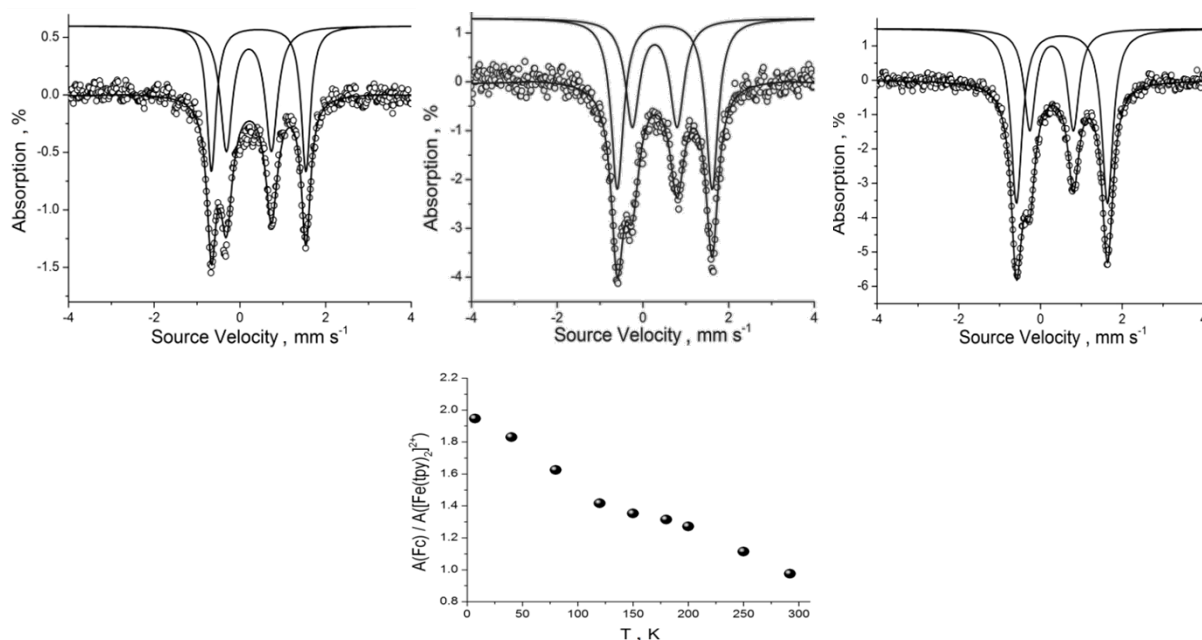 0.5
0.0
-0.5
-1.0
-1.5
Absorption , %
-4 -2 0 2 4
Source Velocity , mm s⁻¹
1
0
-1
-2
-3
-4
Absorption , %
-4 -2 0 2 4
Source Velocity , mm s⁻¹
1
0
-1
-2
-3
-4
-5
-6
Absorption , %
-4 -2 0 2 4
Source Velocity , mm s⁻¹
2.2
2.0
1.8
1.6
1.4
1.2
1.0
0.8
A(Fc) / A([Fe(tpy)₂]²⁺)
0 50 100 150 200 250 300
T , K